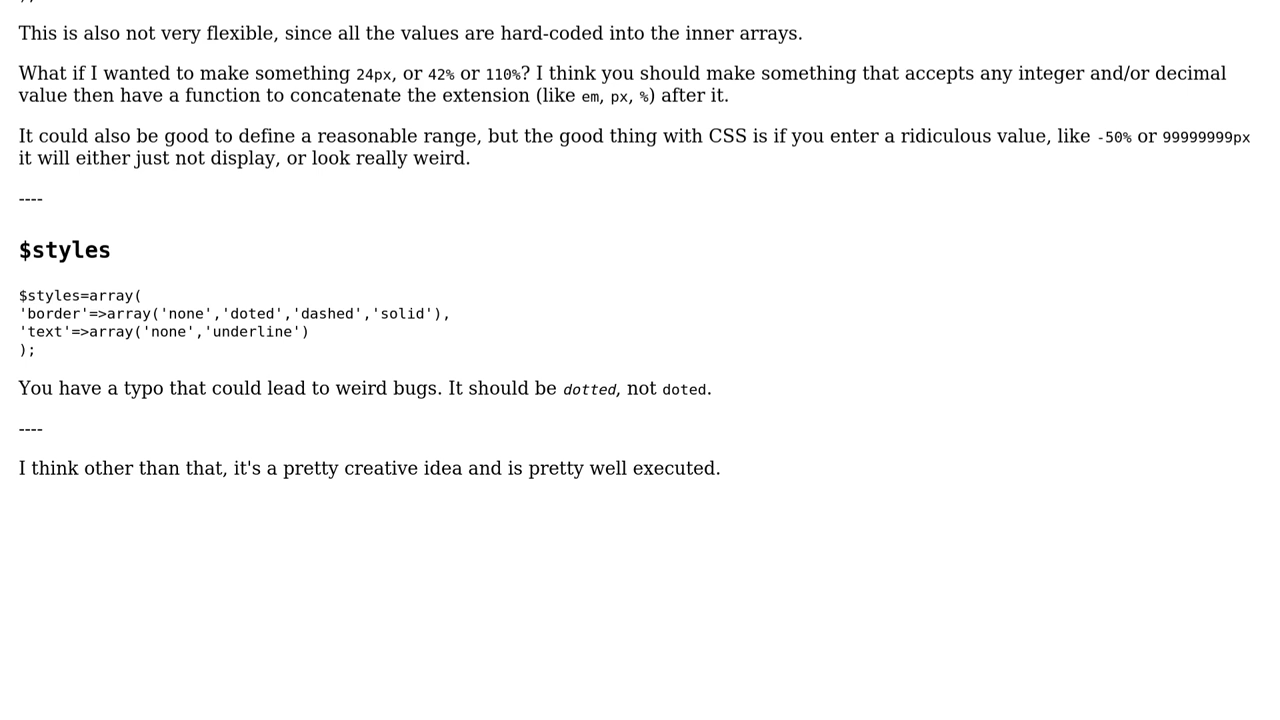 This is also not very flexible, since all the values are hard-coded into the inner arrays.
What if I wanted to make something 24px, or 42% or 110%? I think you should make something that accepts any integer and/or decimal
value then have a function to concatenate the extension (like em, px, %) after it.
It could also be good to define a reasonable range, but the good thing with CSS is if you enter a ridiculous value, like -50% or 99999999px
it will either just not display, or look really weird.
----
$styles
$styles=array(
'border'=>array('none','doted','dashed','solid'),
'text'=>array('none','underline')
);
You have a typo that could lead to weird bugs. It should be dotted, not doted.
----
I think other than that, it's a pretty creative idea and is pretty well executed.